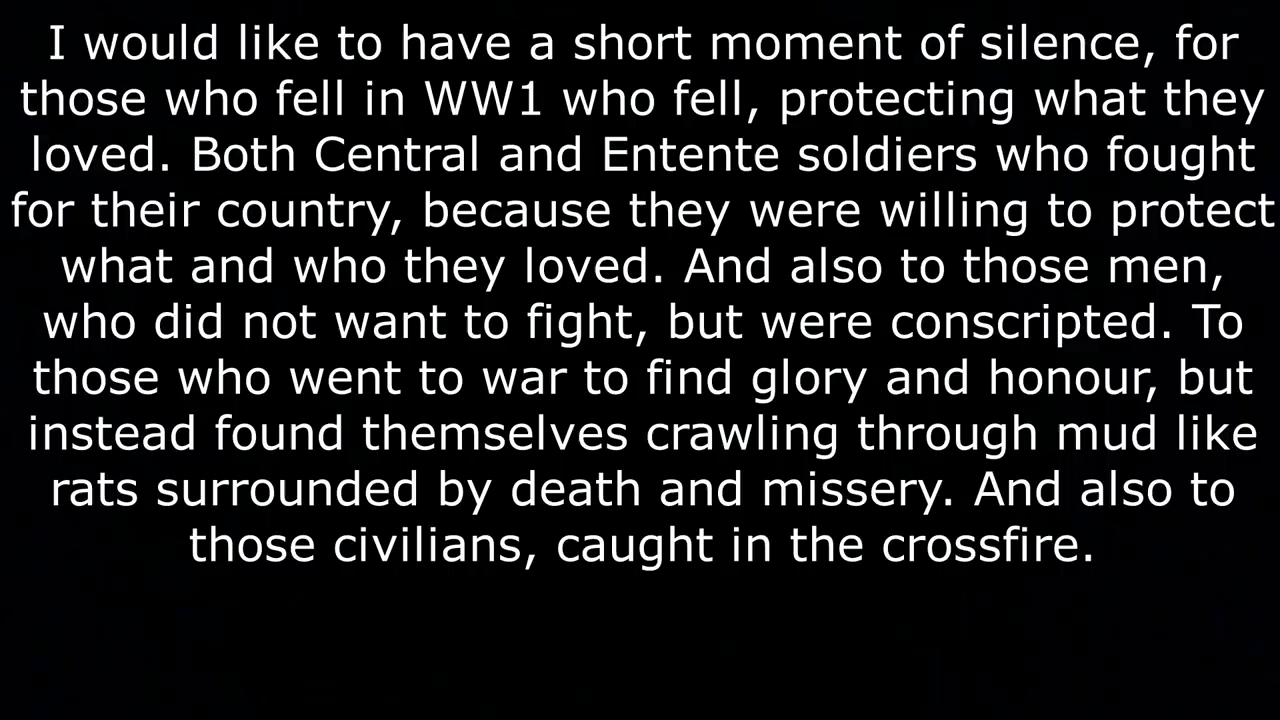 I would like to have a short moment of silence, for
those who fell in WW1 who fell, protecting what they
loved. Both Central and Entente soldiers who fought
for their country, because they were willing to protect
what and who they loved. And also to those men,
who did not want to fight, but were conscripted. To
those who went to war to find glory and honour, but
instead found themselves crawling through mud like
rats surrounded by death and missery. And also to
those civilians, caught in the crossfire.